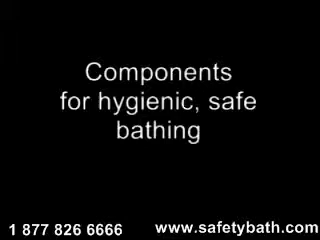 Components
for hygienic, safe
bathing
1 877 826 6666 www.safetybath.com